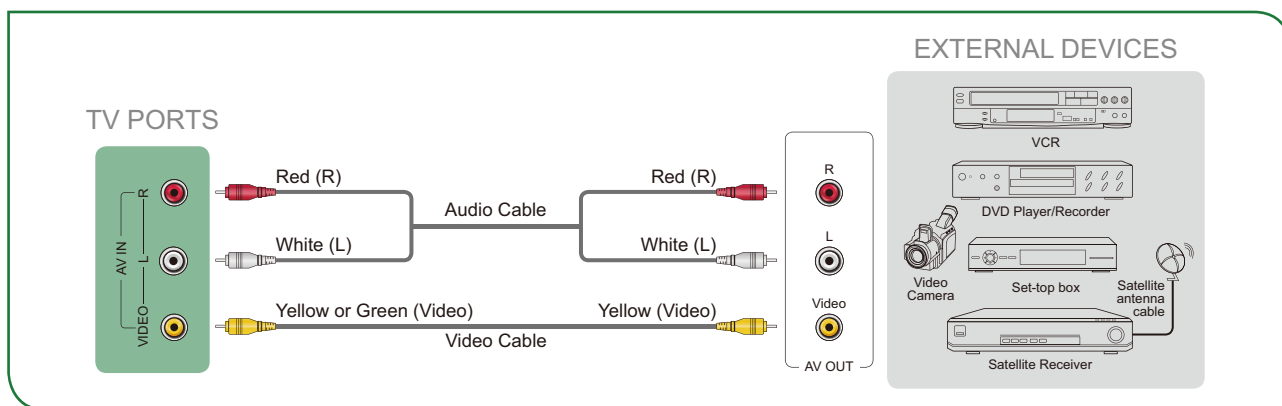 EXTERNAL DEVICES
TV PORTS
AV IN
R
L
VIDEO
Red (R)
White (L)
Yellow or Green (Video)
Audio Cable
Video Cable
Red (R)
White (L)
Yellow (Video)
R
L
Video
AV OUT
VCR
DVD Player/Recorder
Video
Camera
Set-top box
Satellite
antenna
cable
Satellite Receiver